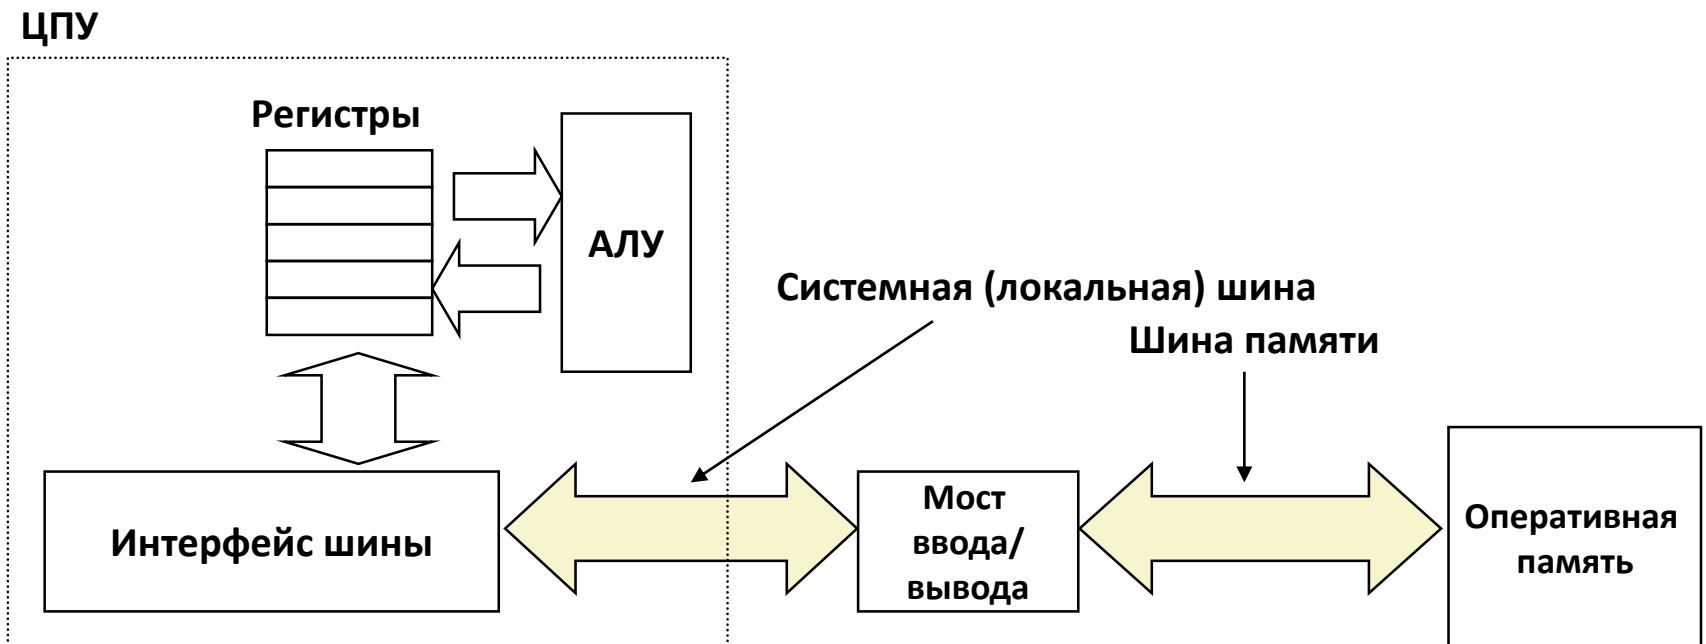 ЦПУ
Регистры
АЛУ
Системная (локальная) шина
Шина памяти
Интерфейс шины
Мост
ввода/
вывода
Оперативная
память